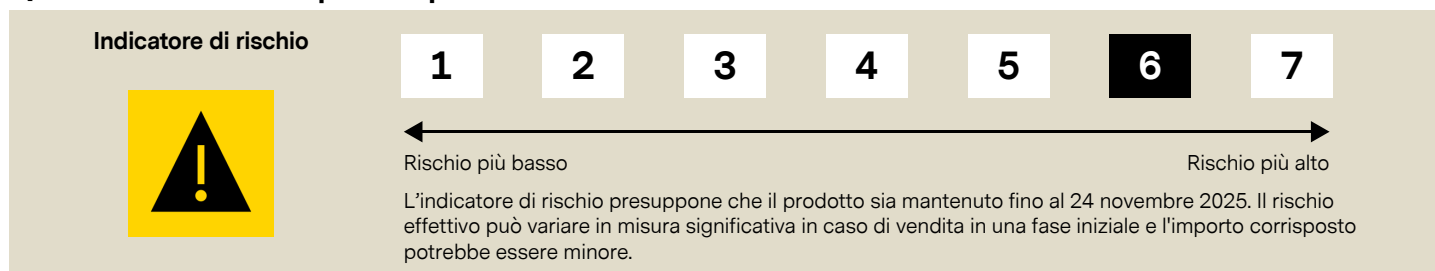 Indicatore di rischio
1 2 3 4 5 6 7
Rischio più basso Rischio più alto
L'indicatore di rischio presuppone che il prodotto sia mantenuto fino al 24 novembre 2025. Il rischio
effettivo può variare in misura significativa in caso di vendita in una fase iniziale e l'importo corrisposto
potrebbe essere minore.